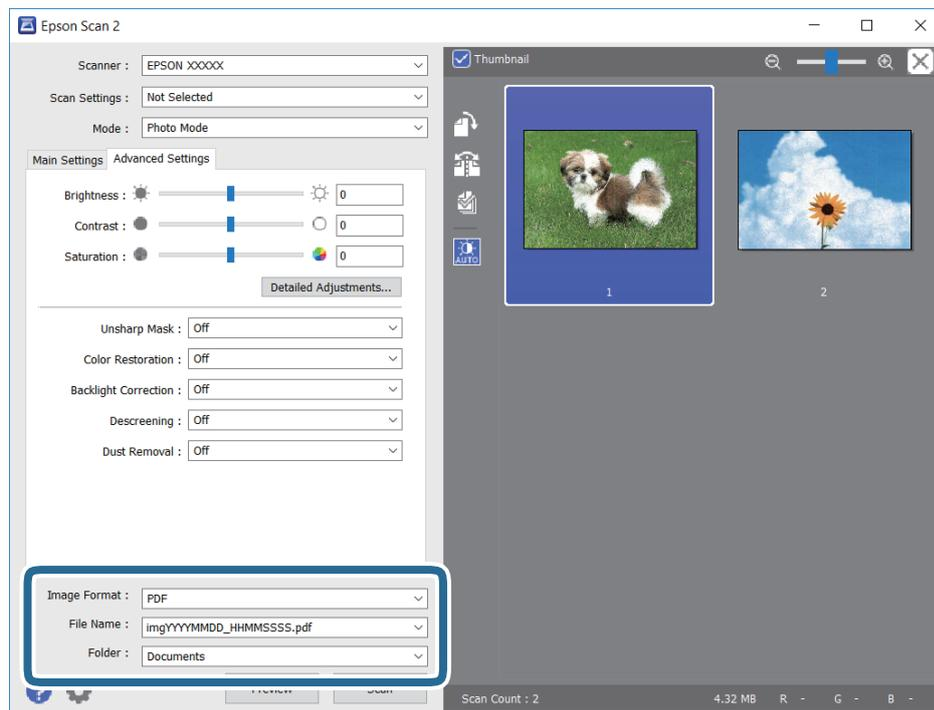 Epson Scan 2
Scanner : EPSON XXXXX
Scan Settings : Not Selected
Mode : Photo Mode
Main Settings Advanced Settings
Brightness : 0
Contrast : 0
Saturation : 0
Detailed Adjustments...
Unsharp Mask : Off
Color Restoration : Off
Backlight Correction : Off
Descreening : Off
Dust Removal : Off
Image Format : PDF
File Name : imgYYYYMMDD_HHMMSSSS.pdf
Folder : Documents
Preview Scan
Thumbnail
AUTO
1 2
Scan Count : 2 4.32 MB R - G - B -